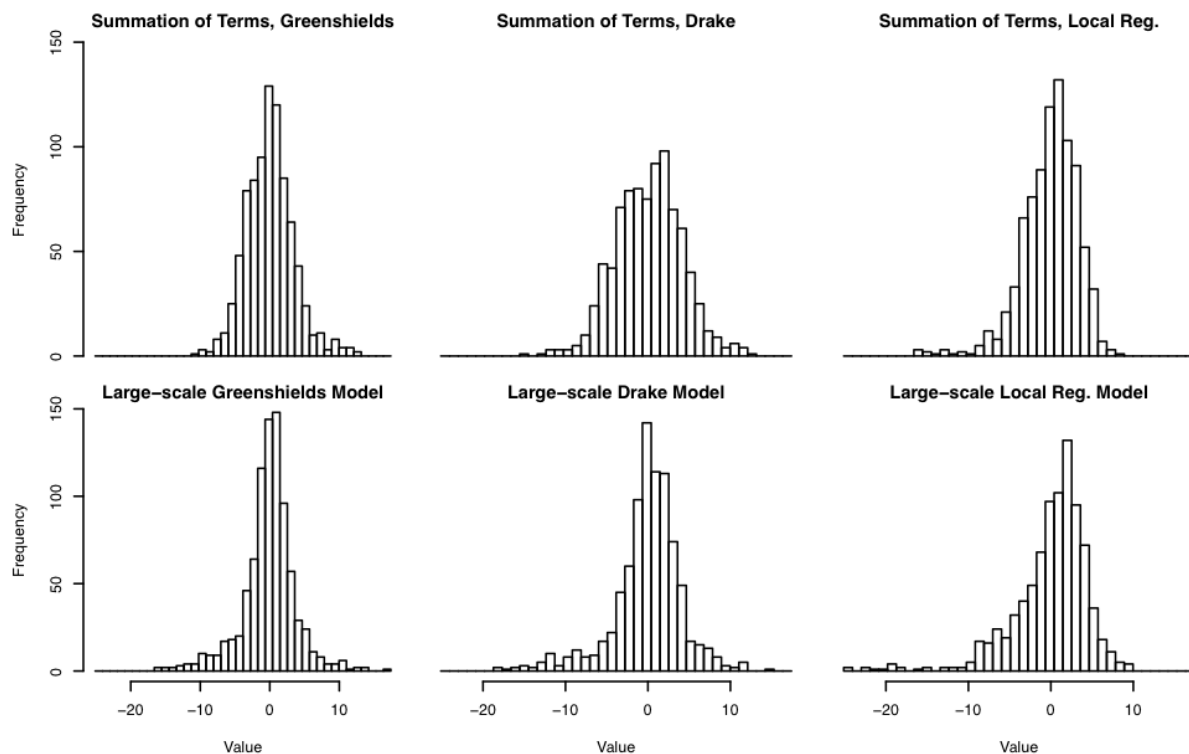 Summation of Terms, Greenshields
Summation of Terms, Drake
Summation of Terms, Local Reg.
Frequency
150
100
50
0
Large−scale Greenshields Model
Large−scale Drake Model
Large−scale Local Reg. Model
Frequency
150
100
50
0
−20 −10 0 10
−20 −10 0 10
−20 −10 0 10
Value
Value
Value